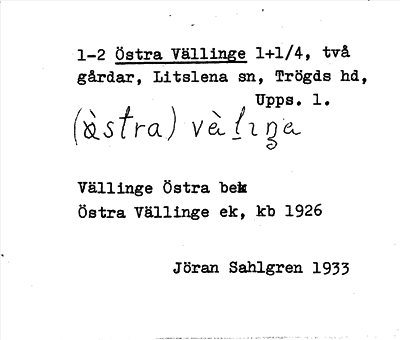 1-2 Östra Vällinge 1+1/4, två
gårdar, Litslena sn, Trögds hd,
Upps. l.
(östra) vàlıŋe
Vällinge Östra bek
Östra Vällinge ek, kb 1926
Jöran Sahlgren 1933